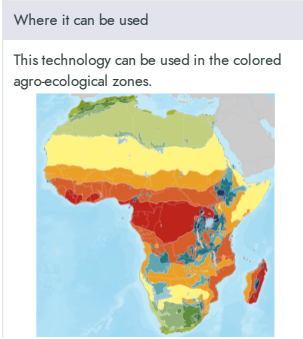 Where it can be used
This technology can be used in the colored
agro-ecological zones.